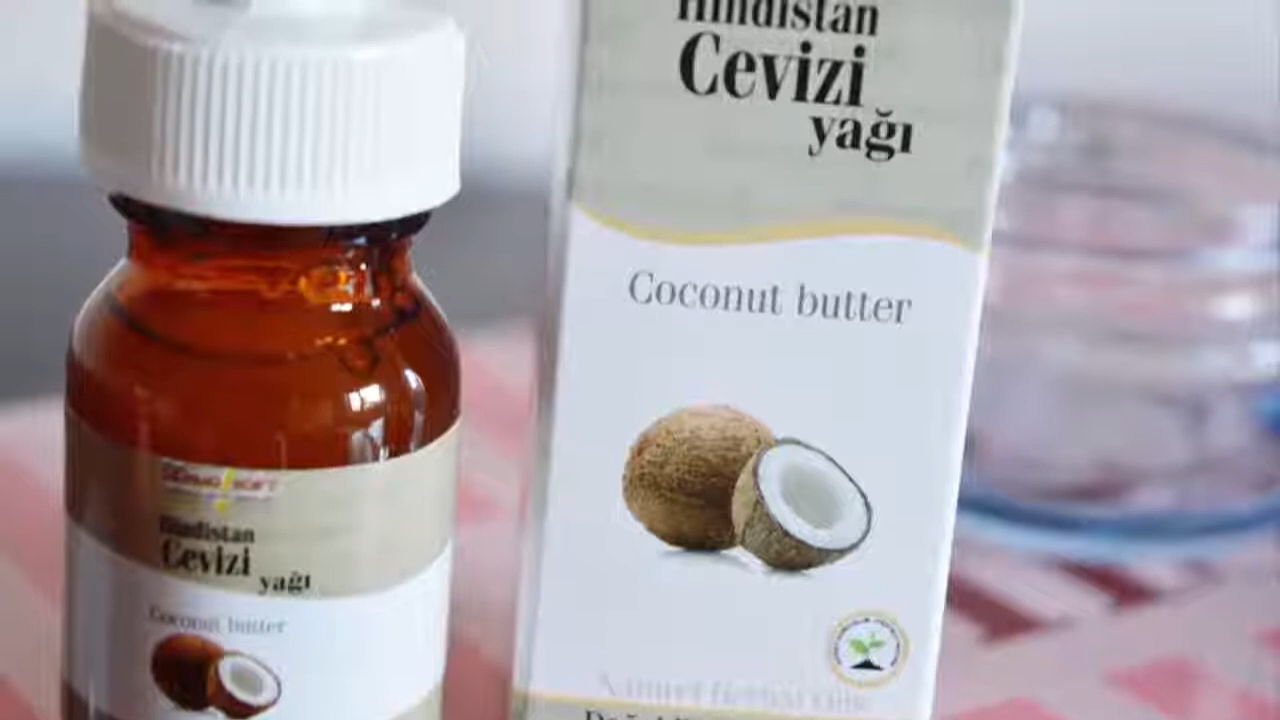 Hindistan
Cevizi
yağı
Coconut butter
Hindistan
Cevizi
yağı
Coconut butter